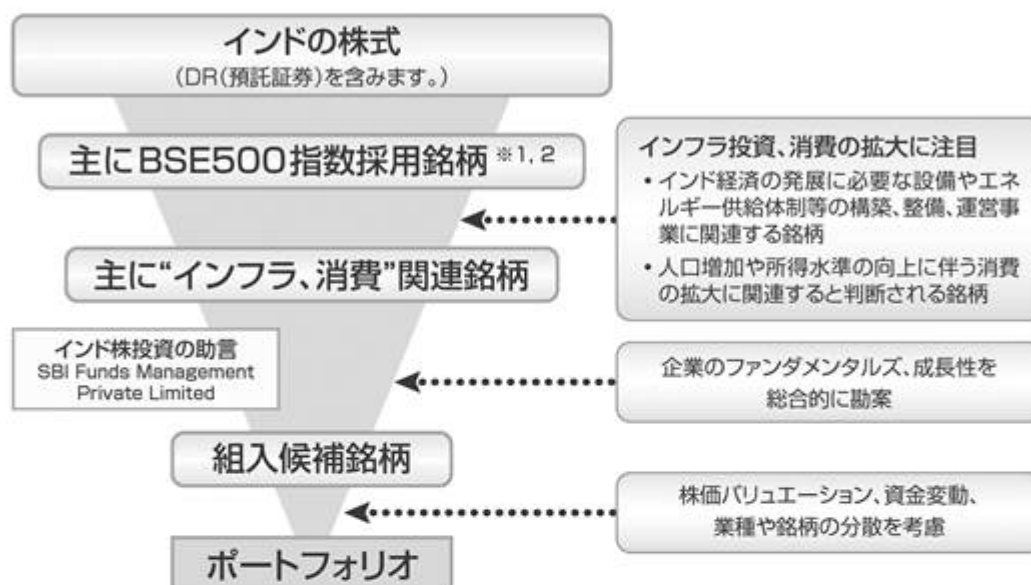 インドの株式
(DR(預託証券)を含みます。)
主にBSE500指数採用銘柄 ※1, 2
インフラ投資、消費の拡大に注目
・インド経済の発展に必要な設備やエネ
ルギー供給体制等の構築、整備、運営事
業に関連する銘柄
・人口増加や所得水準の向上に伴う消費
の拡大に関連すると判断される銘柄
主に“インフラ、消費”関連銘柄
インド株投資の助言
SBI Funds Management
Private Limited
企業のファンダメンタルズ、成長性を
総合的に勘案
組入候補銘柄
株価バリュエーション、資金変動、
業種や銘柄の分散を考慮
ポートフォリオ